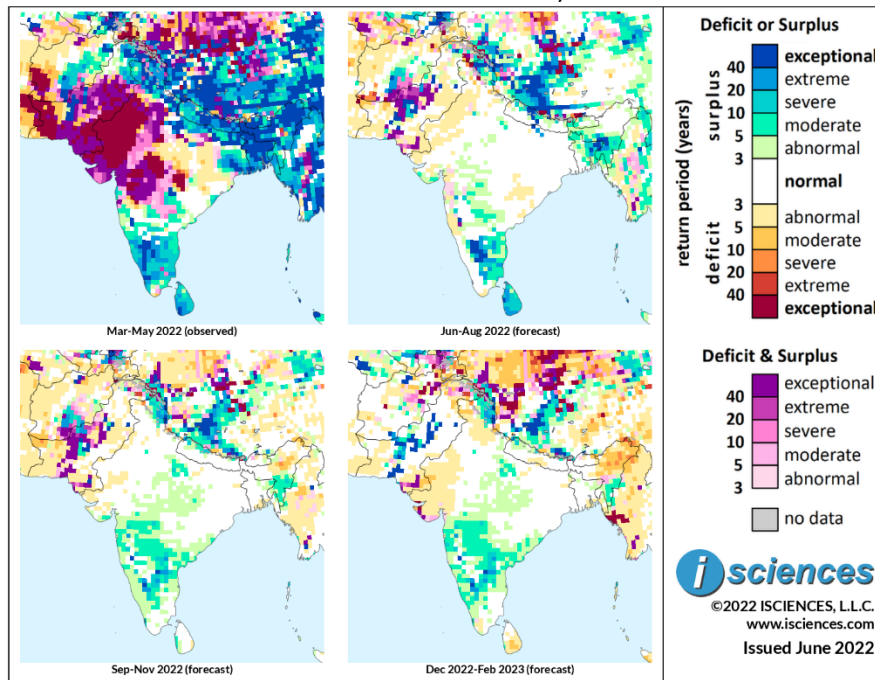 Mar-May 2022 (observed)
Jun-Aug 2022 (forecast)
Sep-Nov 2022 (forecast)
Dec 2022-Feb 2023 (forecast)
Deficit or Surplus
return period (years)
surplus
deficit
exceptional
40
extreme
20
severe
10
moderate
5
abnormal
3
normal
3
abnormal
5
moderate
10
severe
20
extreme
40
exceptional
Deficit & Surplus
exceptional
40
extreme
20
severe
10
moderate
5
abnormal
3
no data
i sciences
©2022 ISCIENCES, L.L.C.
www.isciences.com
Issued June 2022